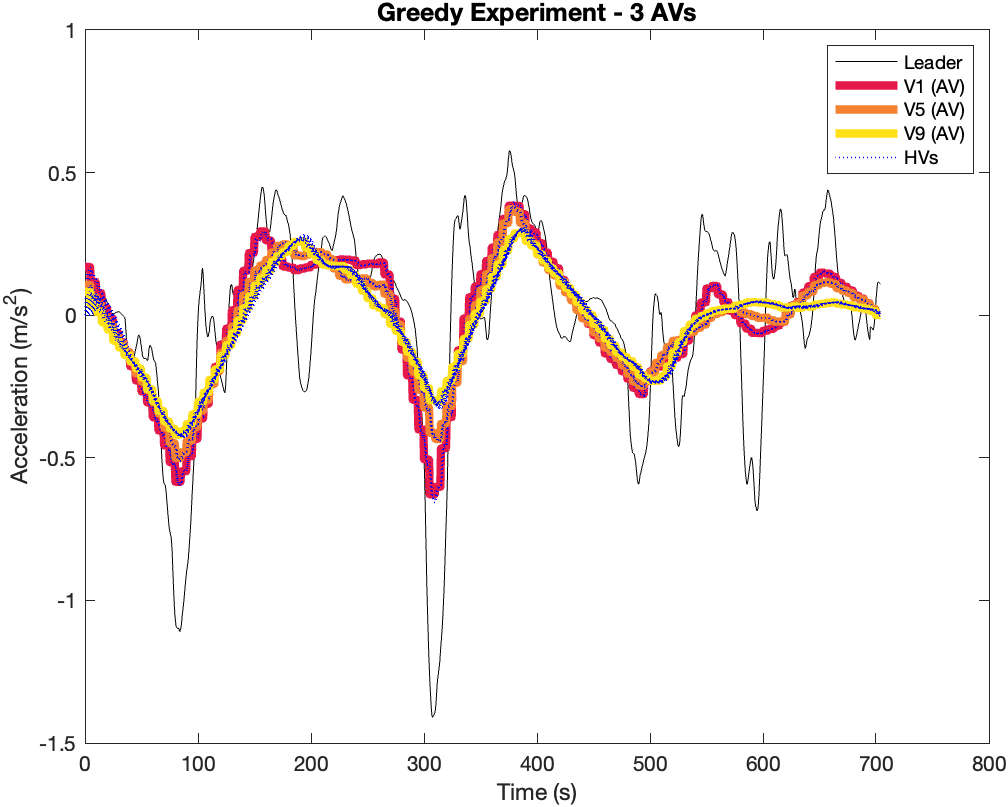 Greedy Experiment - 3 AVs
1
0.5
0
-0.5
-1
-1.5
Acceleration (m/s²)
Leader
V1 (AV)
V5 (AV)
V9 (AV)
HVs
0 100 200 300 400 500 600 700 800
Time (s)